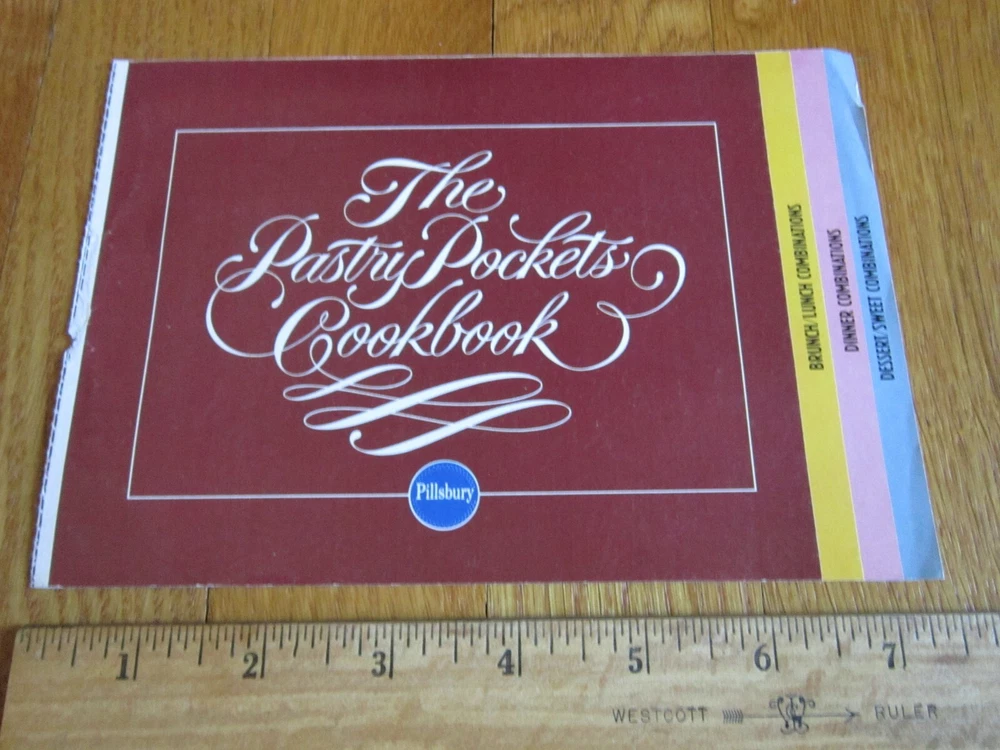 The
Pastry Pockets
Cookbook
Pillsbury
BRUNCH/LUNCH COMBINATIONS
DINNER COMBINATIONS
DESSERT/SWEET COMBINATIONS
1 2 3 4 5 6 7
WESTCOTT RULER